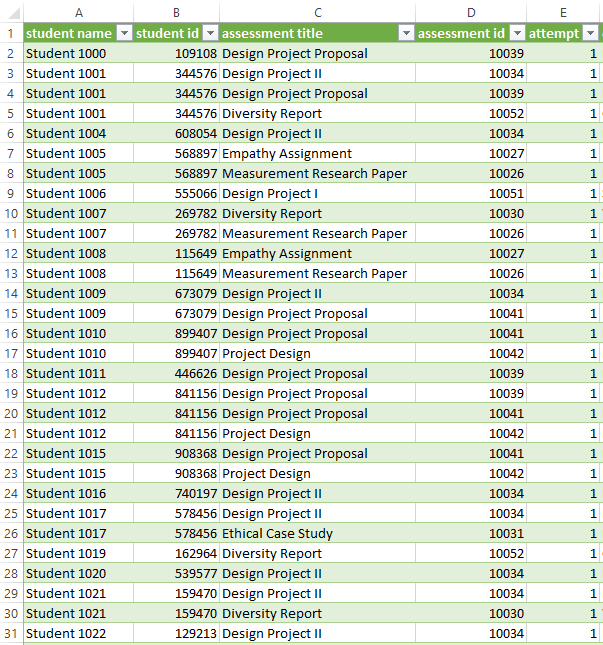 A B C D E
1 student name student id assessment title assessment id attempt
2 Student 1000 109108 Design Project Proposal 10039 1
3 Student 1001 344576 Design Project II 10034 1
4 Student 1001 344576 Design Project Proposal 10039 1
5 Student 1001 344576 Diversity Report 10052 1
6 Student 1004 608054 Design Project II 10034 1
7 Student 1005 568897 Empathy Assignment 10027 1
8 Student 1005 568897 Measurement Research Paper 10026 1
9 Student 1006 555066 Design Project I 10051 1
10 Student 1007 269782 Diversity Report 10030 1
11 Student 1007 269782 Measurement Research Paper 10026 1
12 Student 1008 115649 Empathy Assignment 10027 1
13 Student 1008 115649 Measurement Research Paper 10026 1
14 Student 1009 673079 Design Project II 10034 1
15 Student 1009 673079 Design Project Proposal 10041 1
16 Student 1010 899407 Design Project Proposal 10041 1
17 Student 1010 899407 Project Design 10042 1
18 Student 1011 446626 Design Project Proposal 10039 1
19 Student 1012 841156 Design Project Proposal 10039 1
20 Student 1012 841156 Design Project Proposal 10041 1
21 Student 1012 841156 Project Design 10042 1
22 Student 1015 908368 Design Project Proposal 10041 1
23 Student 1015 908368 Project Design 10042 1
24 Student 1016 740197 Design Project II 10034 1
25 Student 1017 578456 Design Project II 10034 1
26 Student 1017 578456 Ethical Case Study 10031 1
27 Student 1019 162964 Diversity Report 10052 1
28 Student 1020 539577 Design Project II 10034 1
29 Student 1021 159470 Design Project II 10034 1
30 Student 1021 159470 Diversity Report 10030 1
31 Student 1022 129213 Design Project II 10034 1